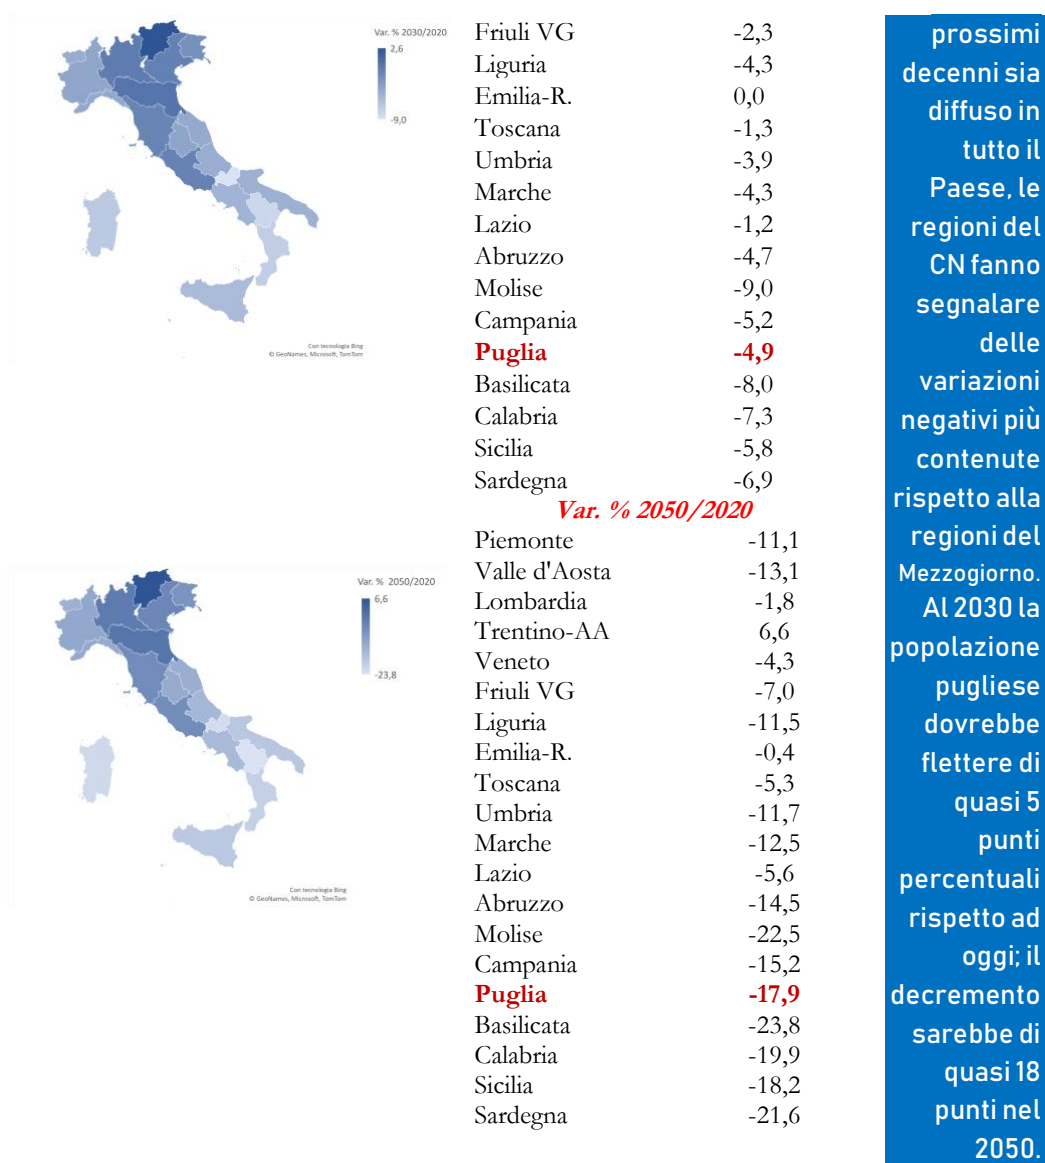 Var. % 2030/2020
2,6
-9,0
Con tecnologia Bing
© GeoNames, Microsoft, TomTom
Friuli VG -2,3
Liguria -4,3
Emilia-R. 0,0
Toscana -1,3
Umbria -3,9
Marche -4,3
Lazio -1,2
Abruzzo -4,7
Molise -9,0
Campania -5,2
Puglia -4,9
Basilicata -8,0
Calabria -7,3
Sicilia -5,8
Sardegna -6,9
Var. % 2050/2020
Var. % 2050/2020
6,6
-23,8
Con tecnologia Bing
© GeoNames, Microsoft, TomTom
Piemonte -11,1
Valle d'Aosta -13,1
Lombardia -1,8
Trentino-AA 6,6
Veneto -4,3
Friuli VG -7,0
Liguria -11,5
Emilia-R. -0,4
Toscana -5,3
Umbria -11,7
Marche -12,5
Lazio -5,6
Abruzzo -14,5
Molise -22,5
Campania -15,2
Puglia -17,9
Basilicata -23,8
Calabria -19,9
Sicilia -18,2
Sardegna -21,6
prossimi
decenni sia
diffuso in
tutto il
Paese, le
regioni del
CN fanno
segnalare
delle
variazioni
negativi più
contenute
rispetto alla
regioni del
Mezzogiorno.
Al 2030 la
popolazione
pugliese
dovrebbe
flettere di
quasi 5
punti
percentuali
rispetto ad
oggi; il
decremento
sarebbe di
quasi 18
punti nel
2050.